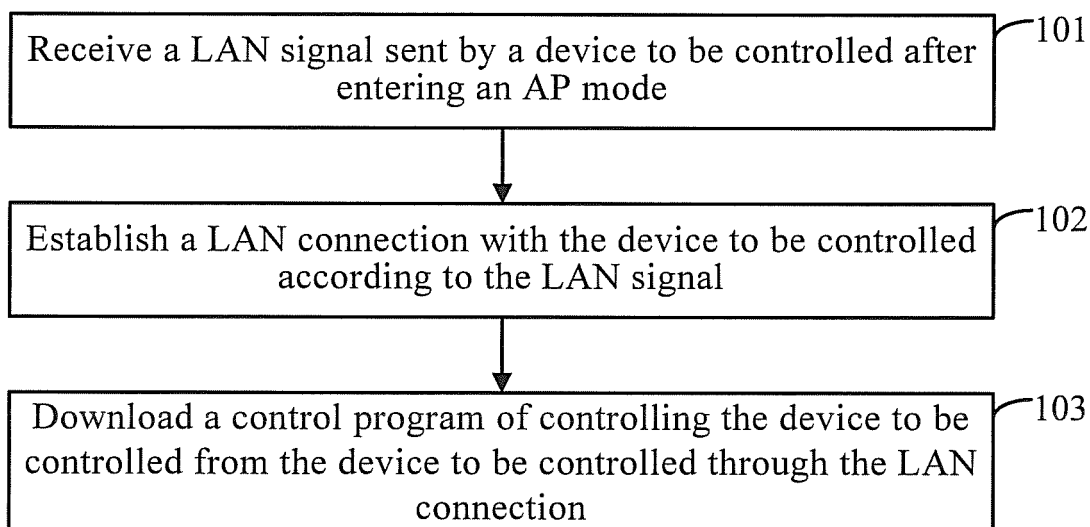 Receive a LAN signal sent by a device to be controlled after
entering an AP mode
101
Establish a LAN connection with the device to be controlled
according to the LAN signal
102
Download a control program of controlling the device to be
controlled from the device to be controlled through the LAN
connection
103